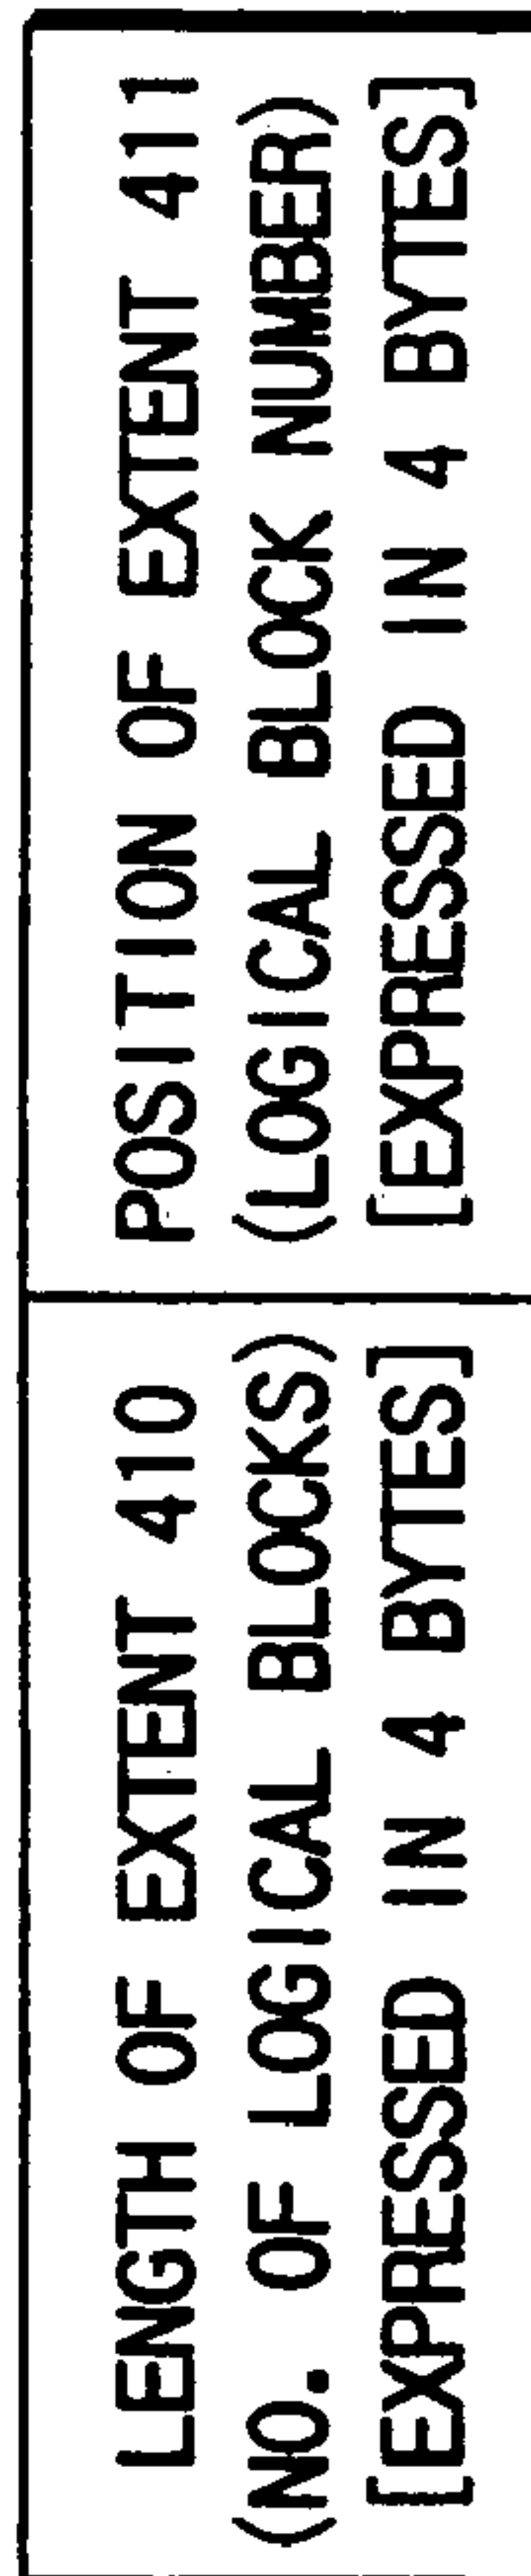 LENGTH OF EXTENT 410
(NO. OF LOGICAL BLOCKS)
[EXPRESSED IN 4 BYTES]
POSITION OF EXTENT 411
(LOGICAL BLOCK NUMBER)
[EXPRESSED IN 4 BYTES]